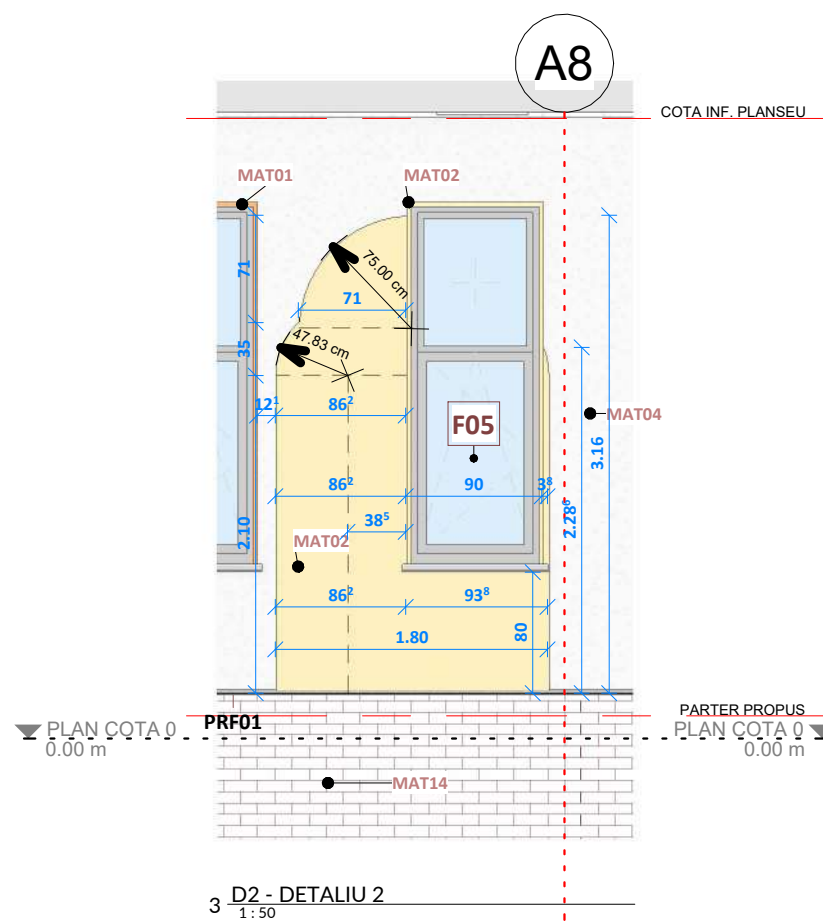 A8
COTA INF. PLANSEU
MAT01
MAT02
71
75.00 cm
71
47.83 cm
35
12¹
86²
F05
MAT04
3.16
86²
90
3⁸
2.28⁶
38⁵
2.10
MAT02
86²
93⁸
80
1.80
PARTER PROPUS
PRF01
PLAN COTA 0
0.00 m
PLAN COTA 0
0.00 m
MAT14
3 D2 - DETALIU 2
1 : 50